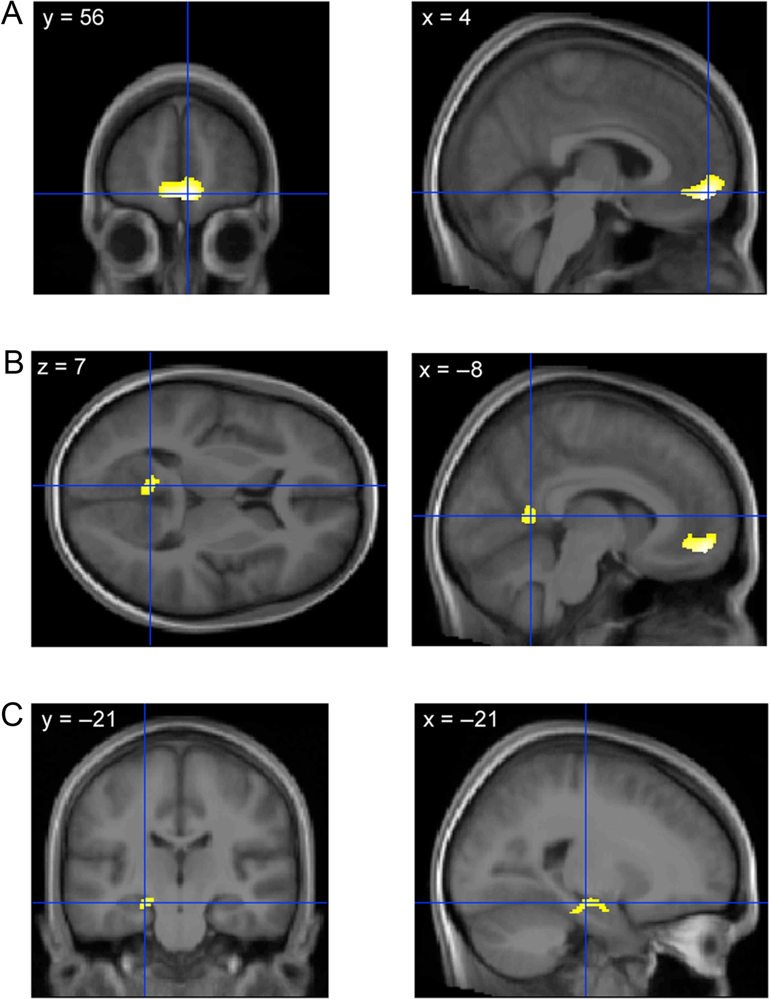 A
y = 56
x = 4
B
z = 7
x = –8
C
y = –21
x = –21